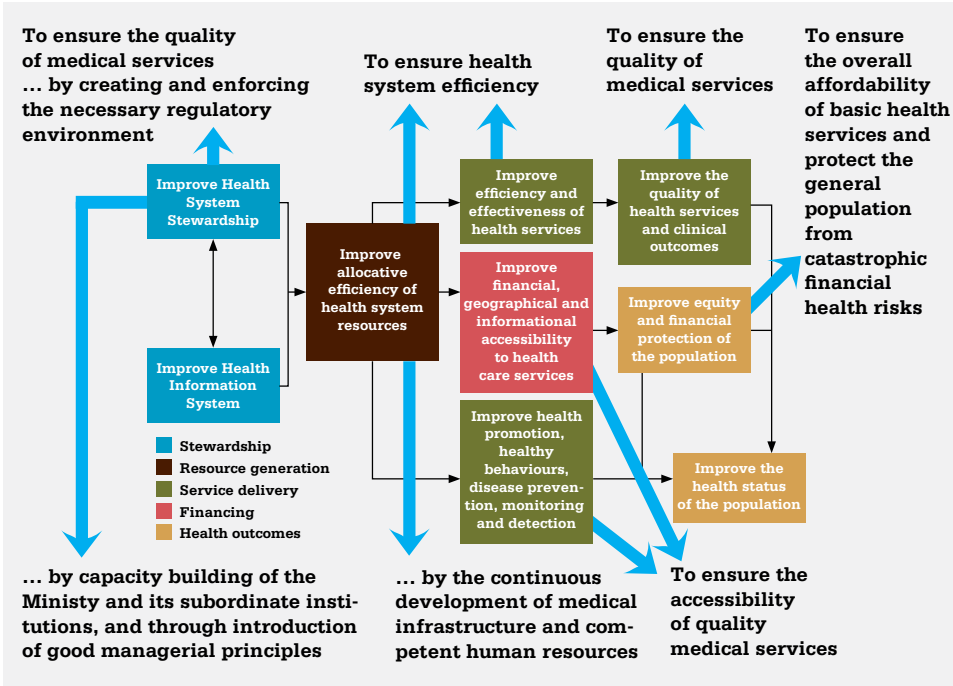 To ensure the quality
of medical services
... by creating and enforcing
the necessary regulatory
environment
To ensure health
system efficiency
To ensure the
quality of
medical services
To ensure
the overall
affordability
of basic health
services and
protect the
general
population
from
catastrophic
financial
health risks
Improve Health
System
Stewardship
Improve
efficiency and
effectiveness of
health services
Improve the
quality of
health services
and clinical
outcomes
Improve
allocative
efficiency of
health system
resources
Improve
financial,
geographical and
informational
accessibility
to health
care services
Improve equity
and financial
protection of
the population
Improve Health
Information
System
Improve health
promotion,
healthy
behaviours,
disease preven-
tion, monitoring
and detection
Improve the
health status
of the population
Stewardship
Resource generation
Service delivery
Financing
Health outcomes
... by capacity building of the
Ministy and its subordinate insti-
tutions, and through introduction
of good managerial principles
... by the continuous
development of medical
infrastructure and com-
petent human resources
To ensure the
accessibility
of quality
medical services